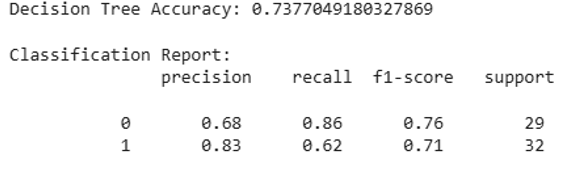 Decision Tree Accuracy: 0.7377049180327869
Classification Report:
precision recall f1-score support
0 0.68 0.86 0.76 29
1 0.83 0.62 0.71 32